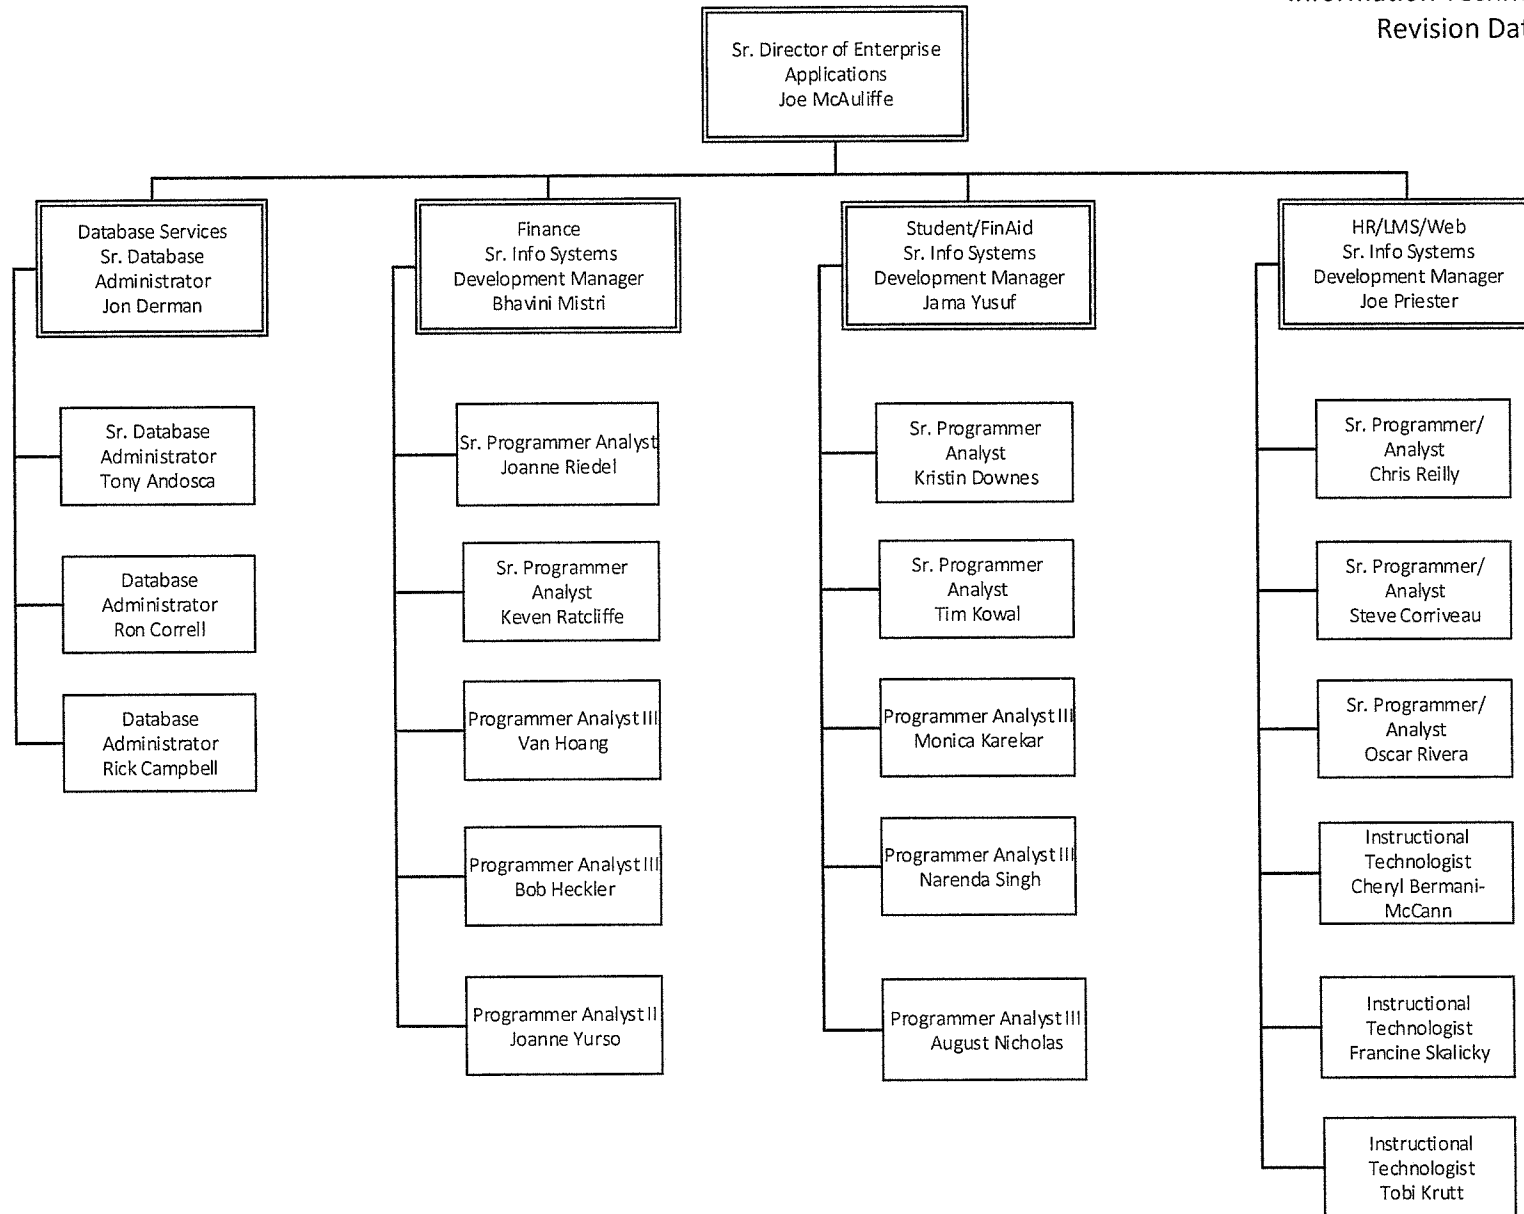 Revision Dat
Sr. Director of Enterprise
Applications
Joe McAuliffe
Database Services
Sr. Database
Administrator
Jon Derman
Sr. Database
Administrator
Tony Andosca
Database
Administrator
Ron Correll
Database
Administrator
Rick Campbell
Finance
Sr. Info Systems
Development Manager
Bhavini Mistri
Sr. Programmer Analyst
Joanne Riedel
Sr. Programmer
Analyst
Keven Ratcliffe
Programmer Analyst III
Van Hoang
Programmer Analyst III
Bob Heckler
Programmer Analyst II
Joanne Yurso
Student/FinAid
Sr. Info Systems
Development Manager
Jama Yusuf
Sr. Programmer
Analyst
Kristin Downes
Sr. Programmer
Analyst
Tim Kowal
Programmer Analyst III
Monica Karekar
Programmer Analyst III
Narenda Singh
Programmer Analyst III
August Nicholas
HR/LMS/Web
Sr. Info Systems
Development Manager
Joe Priester
Sr. Programmer/
Analyst
Chris Reilly
Sr. Programmer/
Analyst
Steve Corriveau
Sr. Programmer/
Analyst
Oscar Rivera
Instructional
Technologist
Cheryl Bermani-
McCann
Instructional
Technologist
Francine Skalicky
Instructional
Technologist
Tobi Krutt